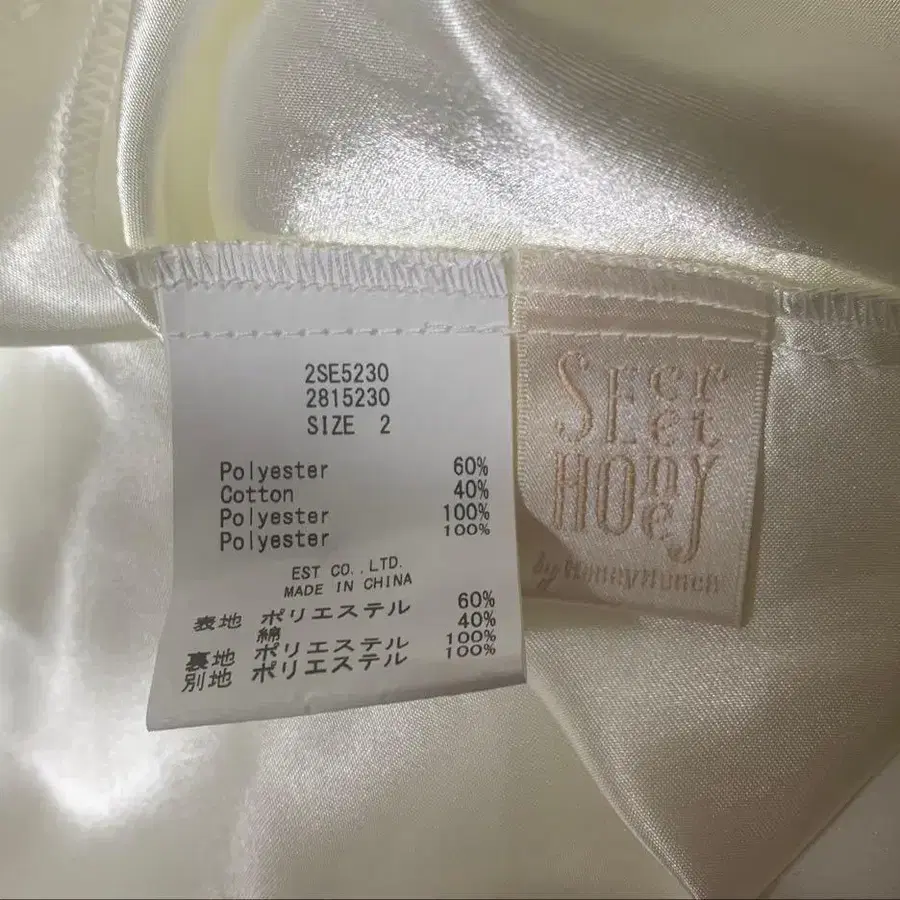 2SE5230
2815230
SIZE 2
Polyester 60%
Cotton 40%
Polyester 100%
Polyester 100%
EST CO.,LTD.
MADE IN CHINA
表地 ポリエステル 60%
綿 40%
裏地 ポリエステル 100%
別地 ポリエステル 100%
SEcret
HOneY
by HoneyBunch